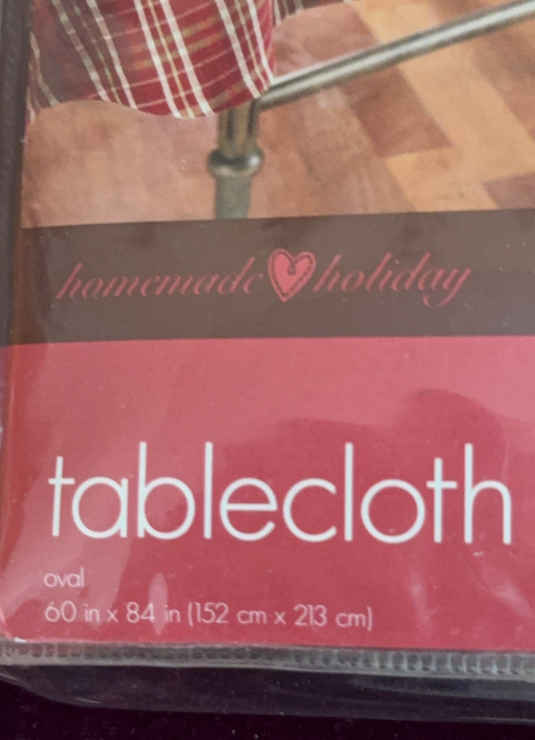 homemade holiday
tablecloth
oval
60 in x 84 in (152 cm x 213 cm)